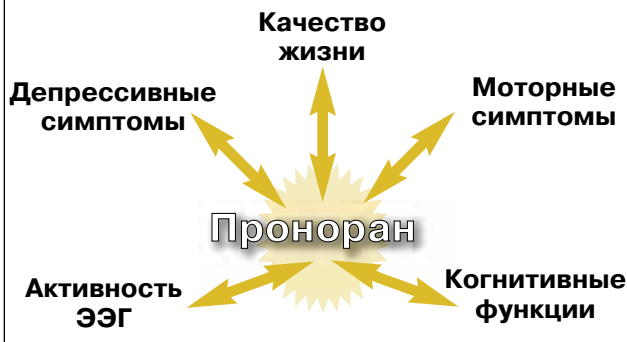 Качество
жизни
Депрессивные
симптомы
Моторные
симптомы
Проноран
Активность
ЭЭГ
Когнитивные
функции